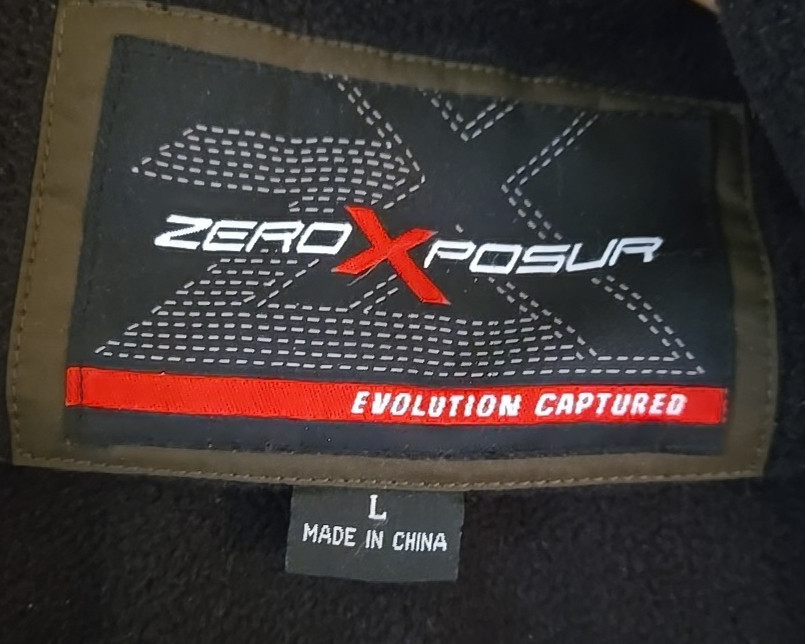 ZEROXPOSUR
EVOLUTION CAPTURED
L
MADE IN CHINA